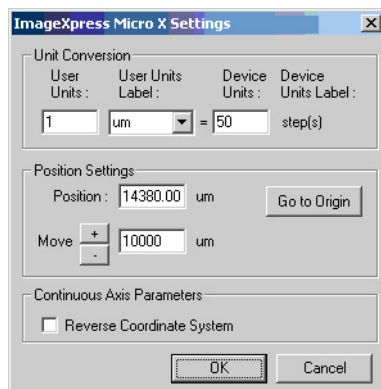 ImageXpress Micro X Settings
Unit Conversion
User Units : User Units Label : Device Units : Device Units Label :
1 um = 50 step(s)
Position Settings
Position : 14380.00 um Go to Origin
Move + - 10000 um
Continuous Axis Parameters
Reverse Coordinate System
OK Cancel